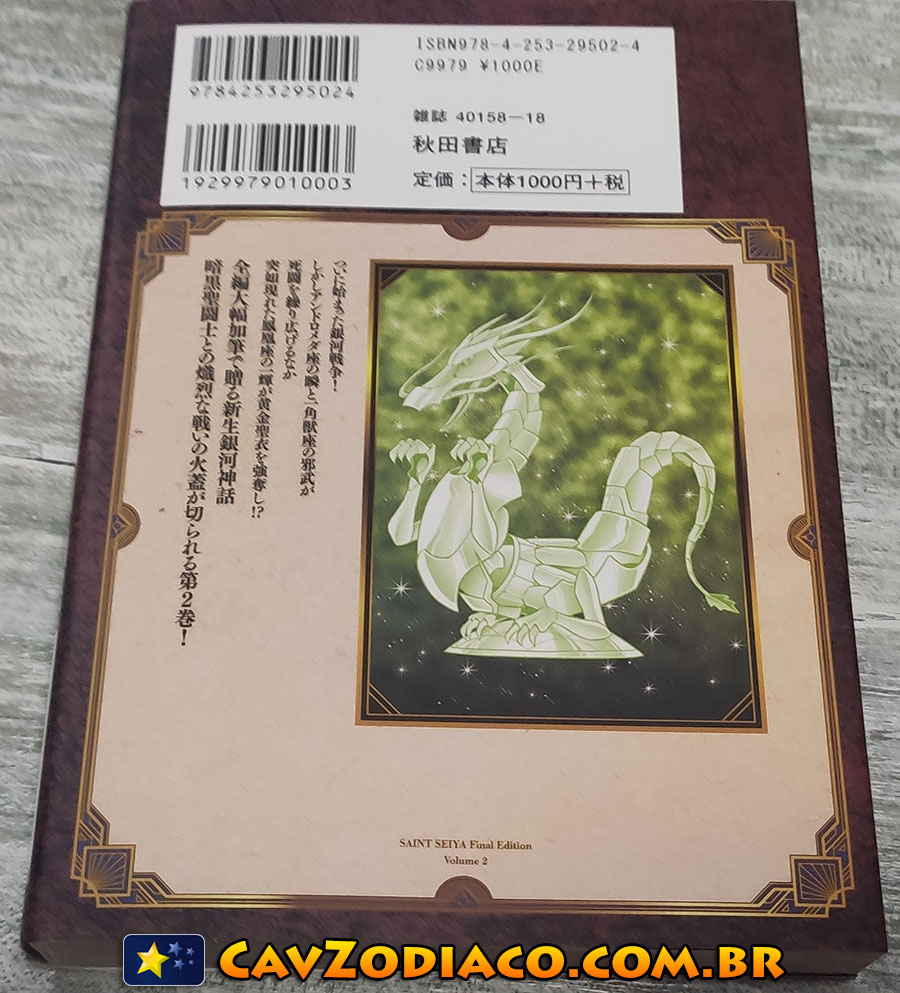 9784253295024
1929979010003
ISBN978-4-253-29502-4
C9979 ¥1000E
雑誌 40158-18
秋田書店
定価：本体1000円+税
ついに始まった銀河戦争！
しかしアンドロメダ座の瞬と一角獣座の邪武が
死闘を繰り広げるなか
突如現れた鳳凰座の一輝が黄金聖衣を強奪し!?
全編大幅加筆で贈る新生銀河神話
暗黒聖闘士との熾烈な戦いの火蓋が切られる第2巻！
SAINT SEIYA Final Edition
Volume 2
CAVZODIACO.COM.BR